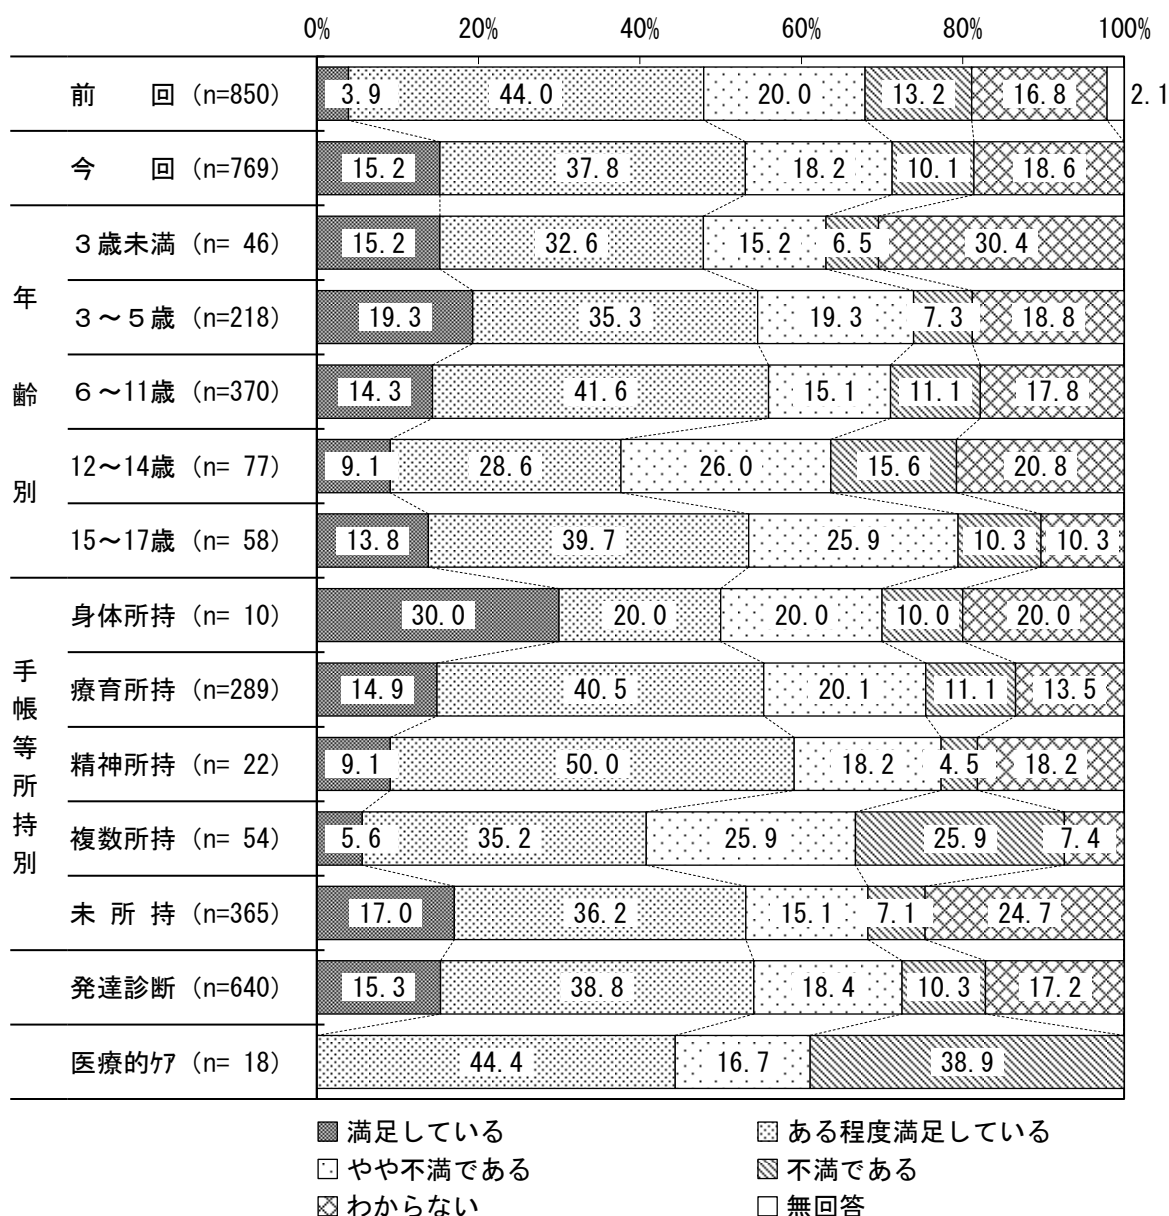 0% 20% 40% 60% 80% 100%
前 回 (n=850) 3.9 44.0 20.0 13.2 16.8 2.1
今 回 (n=769) 15.2 37.8 18.2 10.1 18.6
年齢別
3歳未満 (n= 46) 15.2 32.6 15.2 6.5 30.4
3〜5歳 (n=218) 19.3 35.3 19.3 7.3 18.8
6〜11歳 (n=370) 14.3 41.6 15.1 11.1 17.8
12〜14歳 (n= 77) 9.1 28.6 26.0 15.6 20.8
15〜17歳 (n= 58) 13.8 39.7 25.9 10.3 10.3
手帳等所持別
身体所持 (n= 10) 30.0 20.0 20.0 10.0 20.0
療育所持 (n=289) 14.9 40.5 20.1 11.1 13.5
精神所持 (n= 22) 9.1 50.0 18.2 4.5 18.2
複数所持 (n= 54) 5.6 35.2 25.9 25.9 7.4
未 所 持 (n=365) 17.0 36.2 15.1 7.1 24.7
発達診断 (n=640) 15.3 38.8 18.4 10.3 17.2
医療的ケア (n= 18) 44.4 16.7 38.9
満足している ある程度満足している
やや不満である 不満である
わからない 無回答